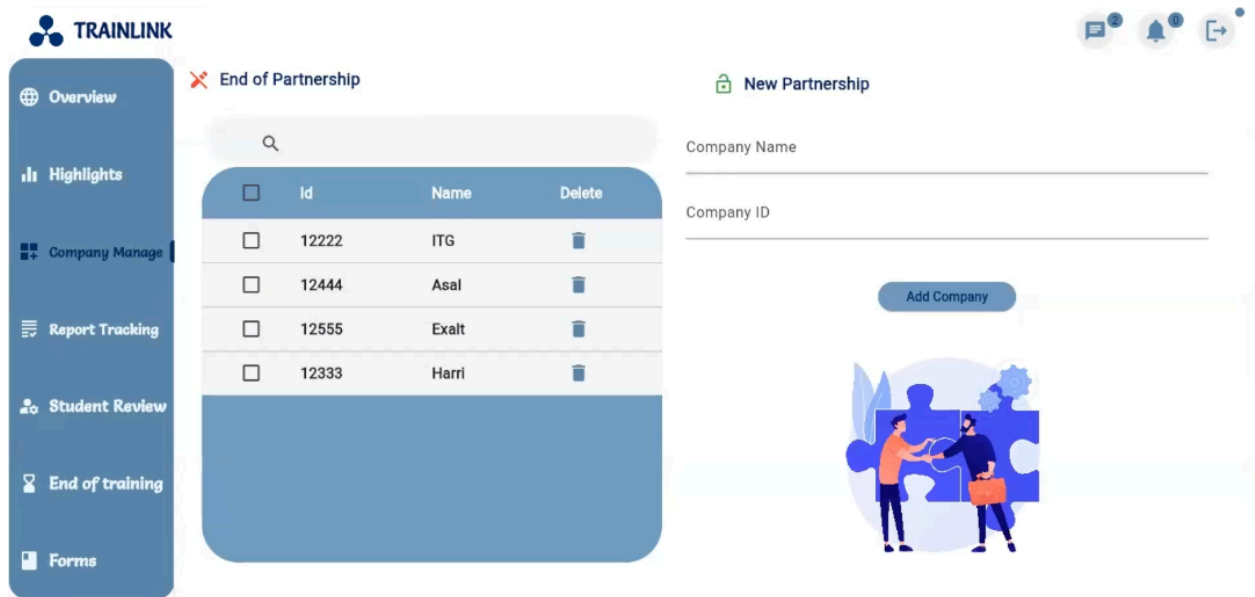 TRAINLINK
2
0
Overview
Highlights
Company Manage
Report Tracking
Student Review
End of training
Forms
End of Partnership
Id Name Delete
12222 ITG
12444 Asal
12555 Exalt
12333 Harri
New Partnership
Company Name
Company ID
Add Company